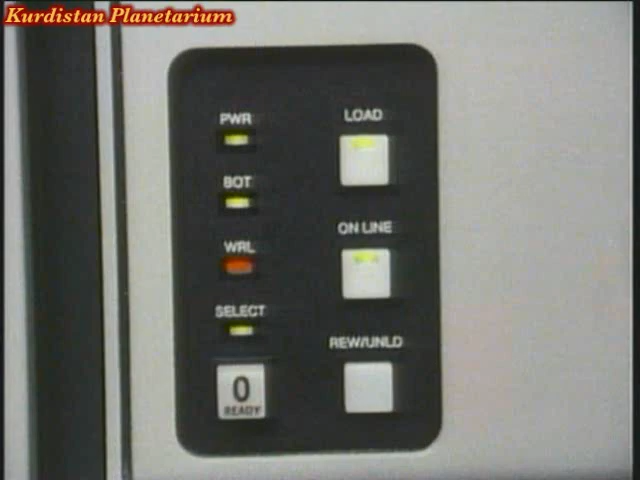 Kurdistan Planetarium
PWR
LOAD
BOT
WRL
ON LINE
SELECT
REW/UNLD
0
READY